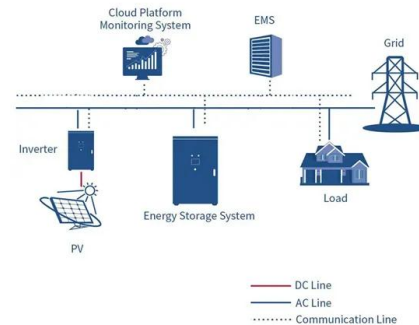 Cloud Platform
Monitoring System
EMS
Grid
Inverter
Energy Storage System
Load
PV
DC Line
AC Line
Communication Line